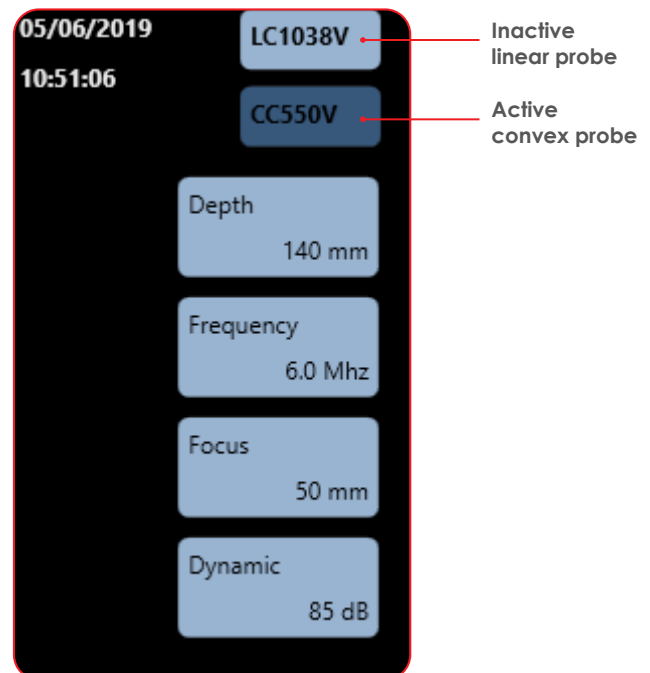 05/06/2019
LC1038V
Inactive
linear probe
10:51:06
CC550V
Active
convex probe
Depth
140 mm
Frequency
6.0 Mhz
Focus
50 mm
Dynamic
85 dB